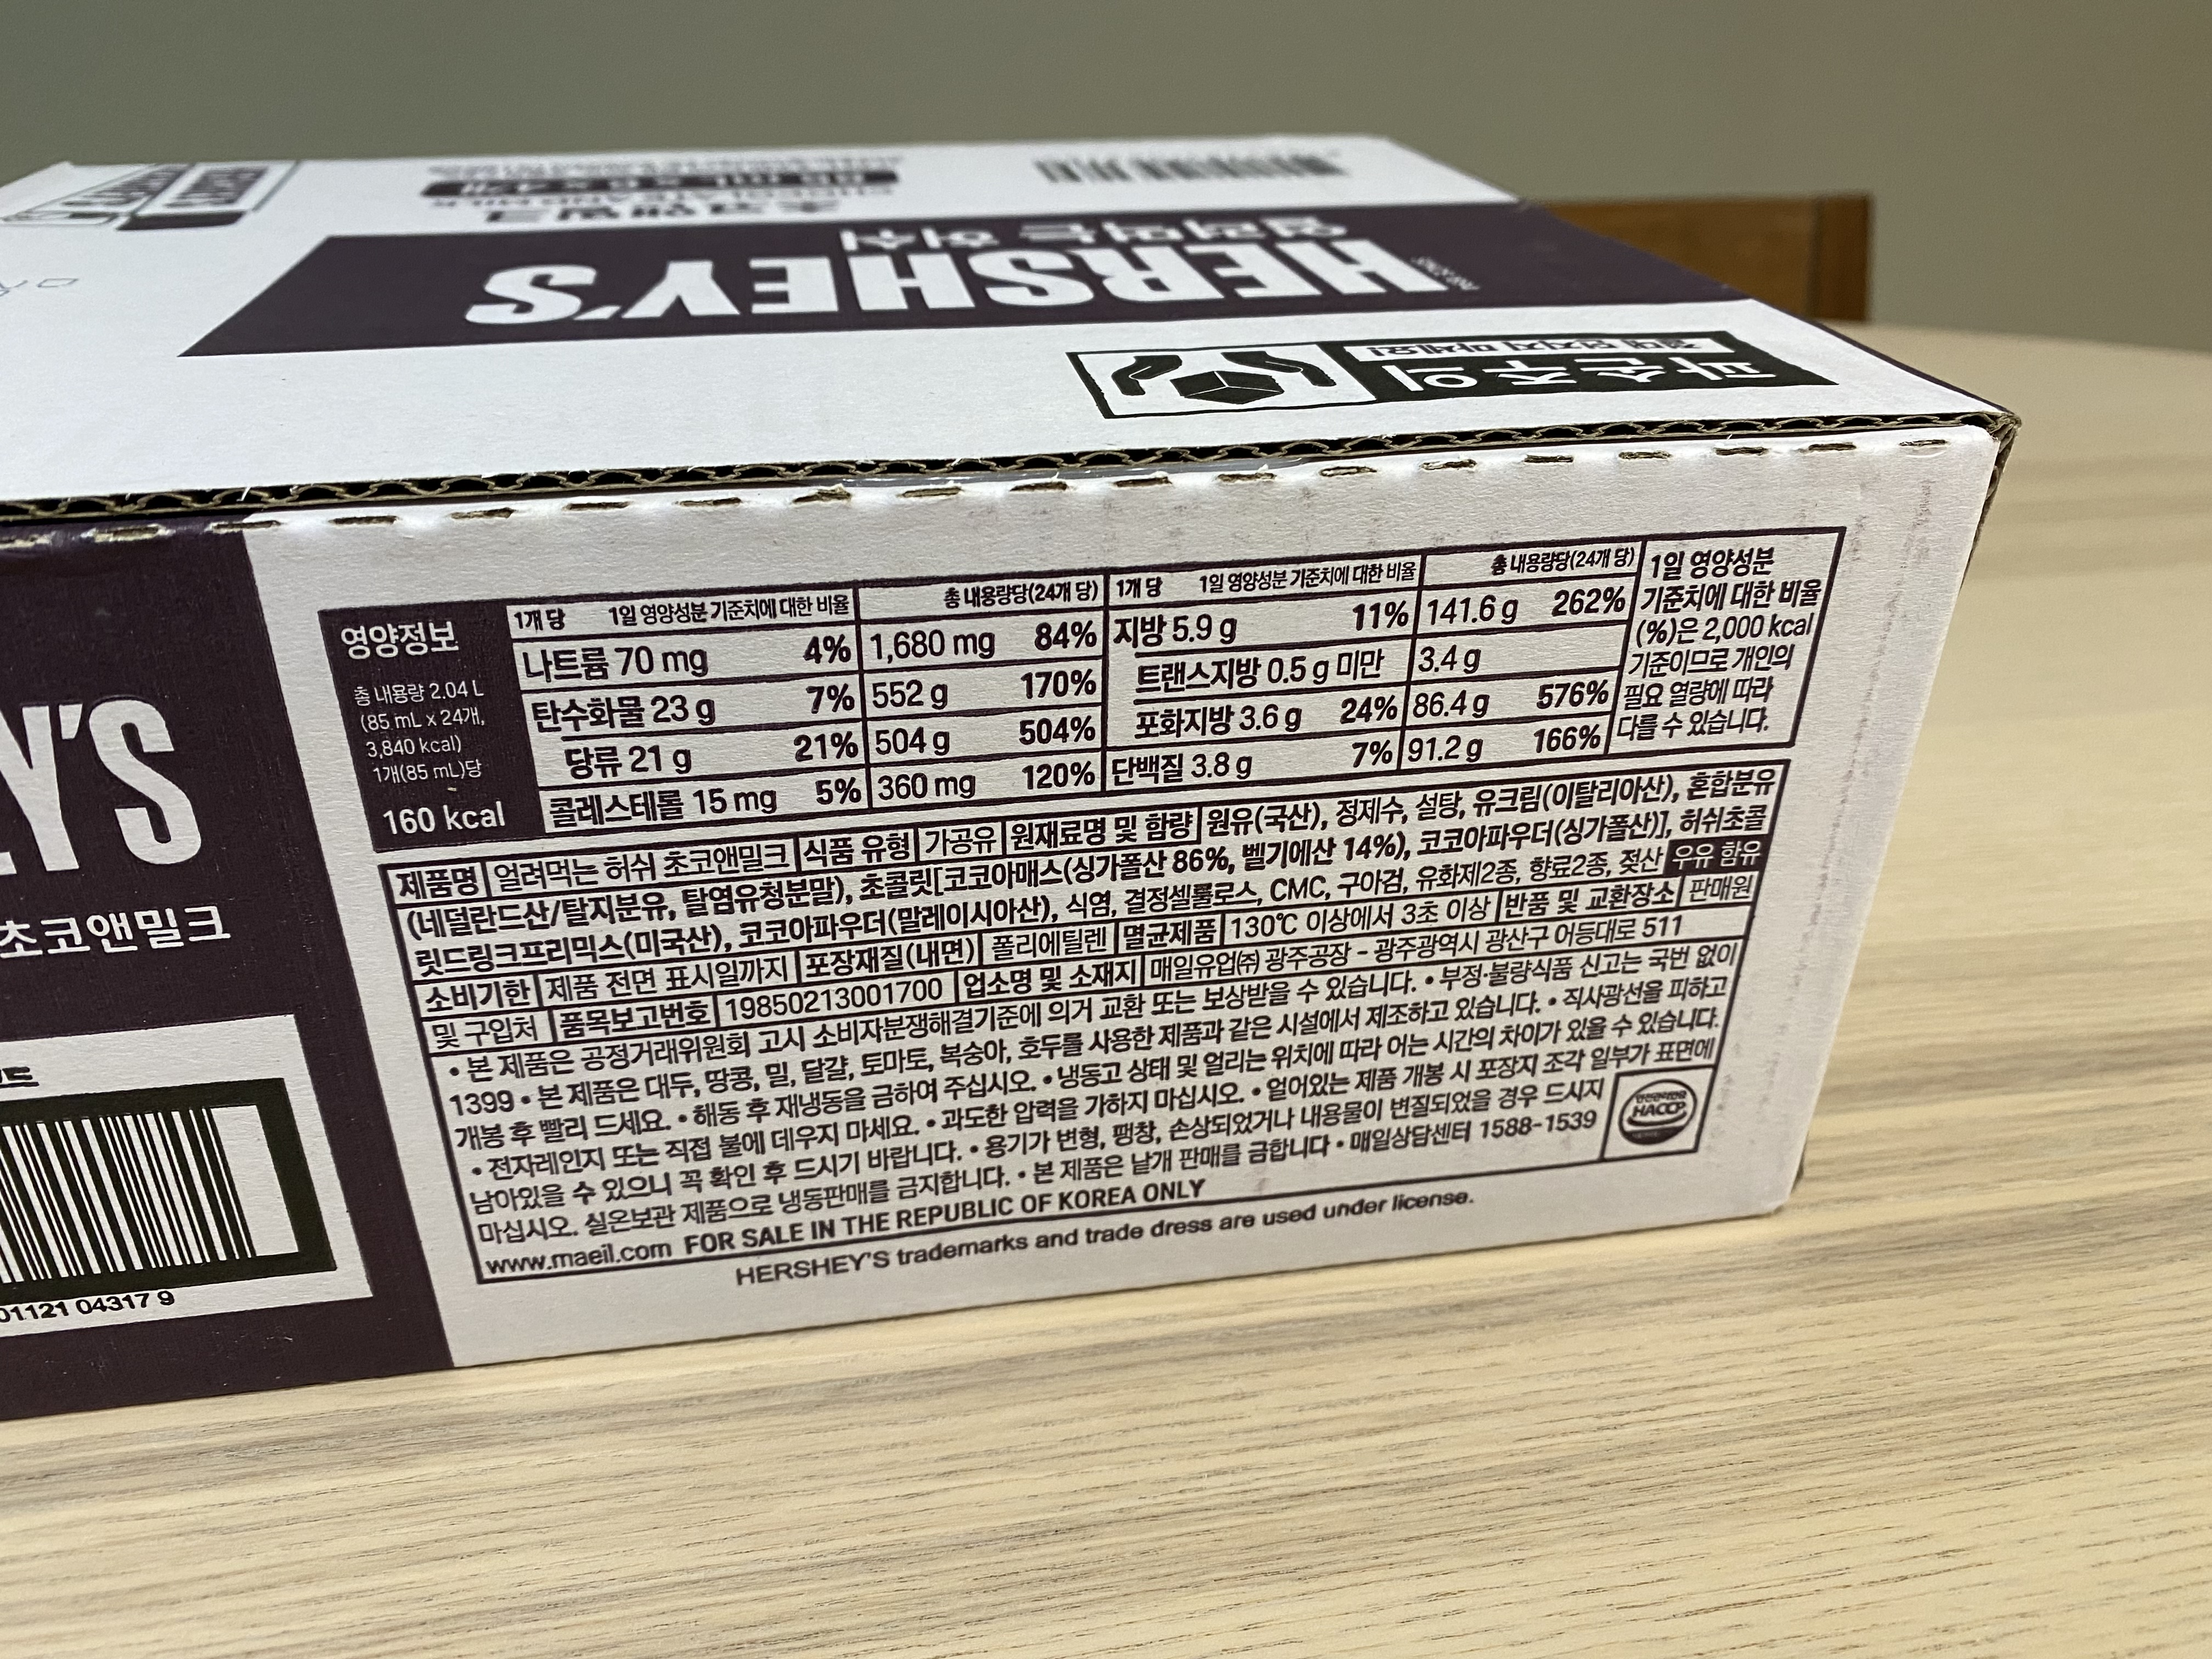 HERSHEY'S
얼려먹는 허쉬
초코앤밀크
파손주의
절대 던지지 마세요!
Y'S
초코앤밀크
01121 04317 9
영양정보
총 내용량 2.04 L
(85 mL x 24개,
3,840 kcal)
1개(85 mL)당
160 kcal
1개 당 1일 영양성분 기준치에 대한 비율 총 내용량당(24개 당) 1개 당 1일 영양성분 기준치에 대한 비율 총 내용량당(24개 당)
나트륨 70 mg 4% 1,680 mg 84% 지방 5.9 g 11% 141.6 g 262%
탄수화물 23 g 7% 552 g 170% 트랜스지방 0.5 g 미만 3.4 g
당류 21 g 21% 504 g 504% 포화지방 3.6 g 24% 86.4 g 576%
콜레스테롤 15 mg 5% 360 mg 120% 단백질 3.8 g 7% 91.2 g 166%
1일 영양성분
기준치에 대한 비율
(%)은 2,000 kcal
기준이므로 개인의
필요 열량에 따라
다를 수 있습니다.
제품명 얼려먹는 허쉬 초코앤밀크 식품 유형 가공유 원재료명 및 함량 원유(국산), 정제수, 설탕, 유크림(이탈리아산), 혼합분유
(네덜란드산/탈지분유, 탈염유청분말), 초콜릿[코코아매스(싱가폴산 86%, 벨기에산 14%), 코코아파우더(싱가폴산)], 허쉬초콜
릿드링크프리믹스(미국산), 코코아파우더(말레이시아산), 식염, 결정셀룰로스, CMC, 구아검, 유화제2종, 향료2종, 젖산 우유 함유
소비기한 제품 전면 표시일까지 포장재질(내면) 폴리에틸렌 멸균제품 130℃ 이상에서 3초 이상 반품 및 교환장소 판매원
및 구입처 품목보고번호 19850213001700 업소명 및 소재지 매일유업㈜ 광주공장 - 광주광역시 광산구 어등대로 511
• 본 제품은 공정거래위원회 고시 소비자분쟁해결기준에 의거 교환 또는 보상받을 수 있습니다. • 부정·불량식품 신고는 국번 없이
1399 • 본 제품은 대두, 땅콩, 밀, 달걀, 토마토, 복숭아, 호두를 사용한 제품과 같은 시설에서 제조하고 있습니다. • 직사광선을 피하고
개봉 후 빨리 드세요. • 해동 후 재냉동을 금하여 주십시오. • 냉동고 상태 및 얼리는 위치에 따라 어는 시간의 차이가 있을 수 있습니다.
• 전자레인지 또는 직접 불에 데우지 마세요. • 과도한 압력을 가하지 마십시오. • 얼어있는 제품 개봉 시 포장지 조각 일부가 표면에
남아있을 수 있으니 꼭 확인 후 드시기 바랍니다. • 용기가 변형, 팽창, 손상되었거나 내용물이 변질되었을 경우 드시지
마십시오. 실온보관 제품으로 냉동판매를 금지합니다. • 본 제품은 낱개 판매를 금합니다 • 매일상담센터 1588-1539
www.maeil.com FOR SALE IN THE REPUBLIC OF KOREA ONLY
HACCP
HERSHEY'S trademarks and trade dress are used under license.